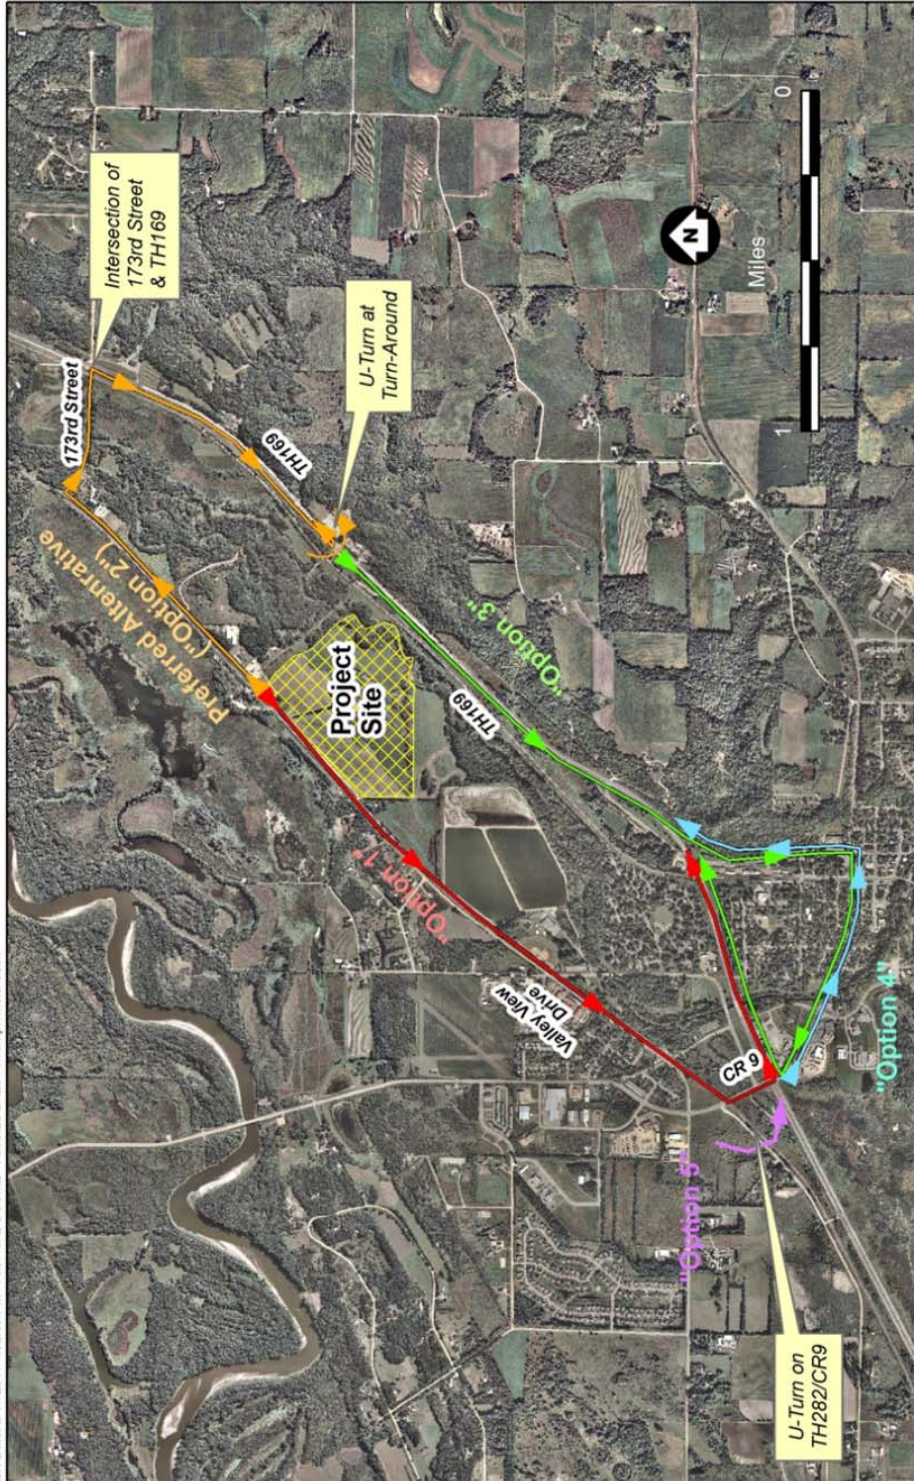 Intersection of
173rd Street
& TH169
173rd Street
U-Turn at
Turn-Around
TH169
Preferred Altenrative
("Option 2")
Project
Site
"Option 3"
TH169
"Option 1"
Valley View
Drive
CR 9
"Option 4"
"Option 5"
U-Turn on
TH282/CR9
N
Miles
1
0